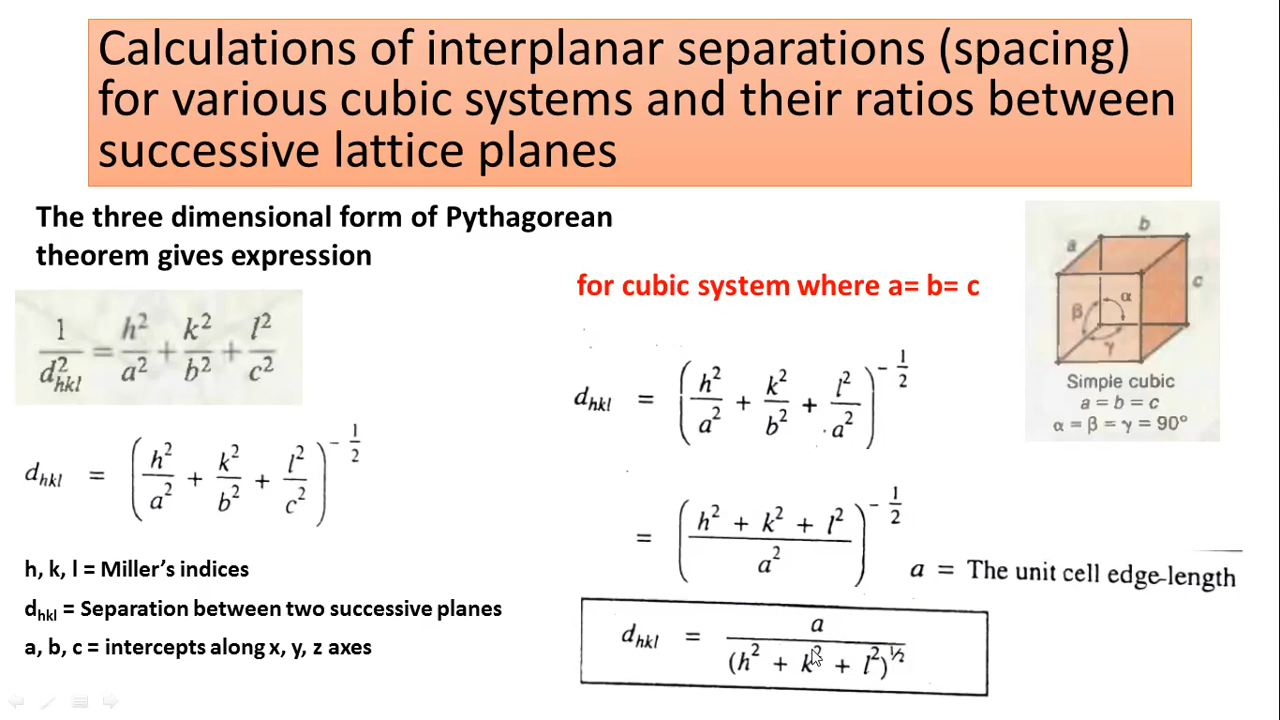 Calculations of interplanar separations (spacing)
for various cubic systems and their ratios between
successive lattice planes
The three dimensional form of Pythagorean
theorem gives expression
1/d²hkl = h²/a² + k²/b² + l²/c²
dhkl = (h²/a² + k²/b² + l²/c²)^-1/2
h, k, l = Miller's indices
dhkl = Separation between two successive planes
a, b, c = intercepts along x, y, z axes
for cubic system where a= b= c
dhkl = (h²/a² + k²/b² + l²/a²)^-1/2
= ((h² + k² + l²)/a²)^-1/2
a = The unit cell edge-length
dhkl = a/(h² + k² + l²)^½
b
a
c
β
α
γ
Simple cubic
a = b = c
α = β = γ = 90°